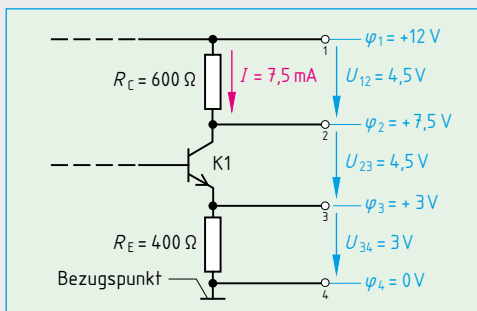 φ₁ = +12 V
1
R_C = 600 Ω
I = 7,5 mA
U₁₂ = 4,5 V
φ₂ = +7,5 V
2
K1
U₂₃ = 4,5 V
φ₃ = + 3 V
3
R_E = 400 Ω
U₃₄ = 3 V
Bezugspunkt
φ₄ = 0 V
4